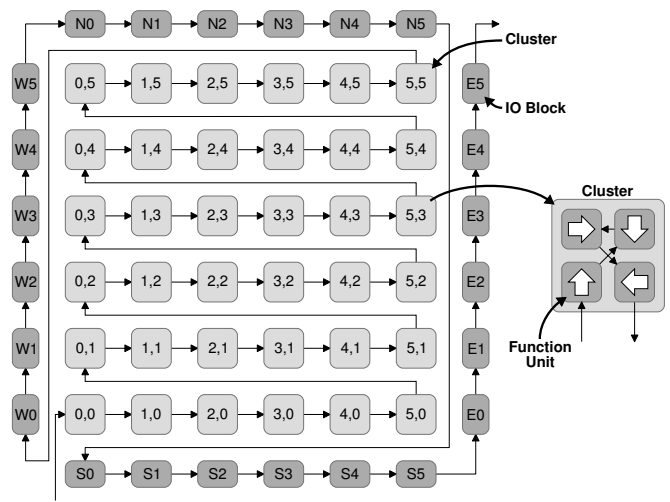 N0 N1 N2 N3 N4 N5
Cluster
W5 0,5 1,5 2,5 3,5 4,5 5,5 E5
IO Block
W4 0,4 1,4 2,4 3,4 4,4 5,4 E4
Cluster
W3 0,3 1,3 2,3 3,3 4,3 5,3 E3
W2 0,2 1,2 2,2 3,2 4,2 5,2 E2
W1 0,1 1,1 2,1 3,1 4,1 5,1 E1
Function
Unit
W0 0,0 1,0 2,0 3,0 4,0 5,0 E0
S0 S1 S2 S3 S4 S5